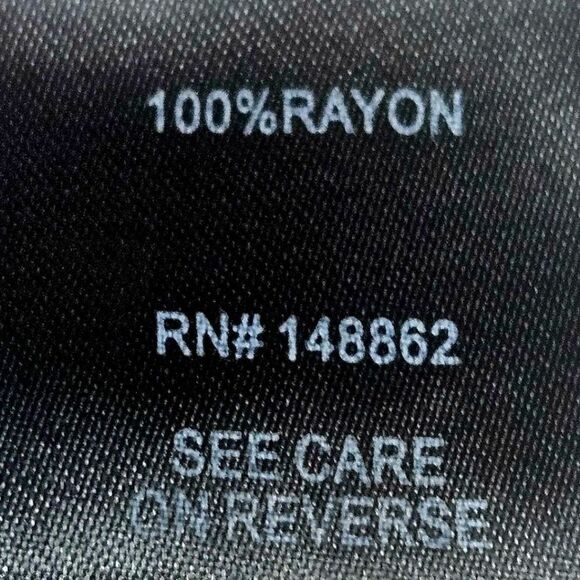 100%RAYON
RN# 148862
SEE CARE
ON REVERSE